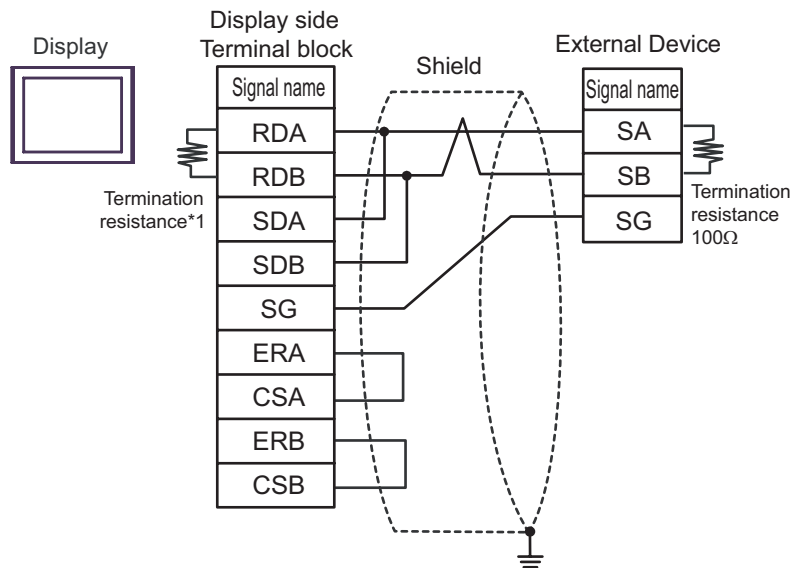 Display
Display side
Terminal block
Signal name
RDA
RDB
SDA
SDB
SG
ERA
CSA
ERB
CSB
Termination
resistance*1
Shield
External Device
Signal name
SA
SB
SG
Termination
resistance
100Ω